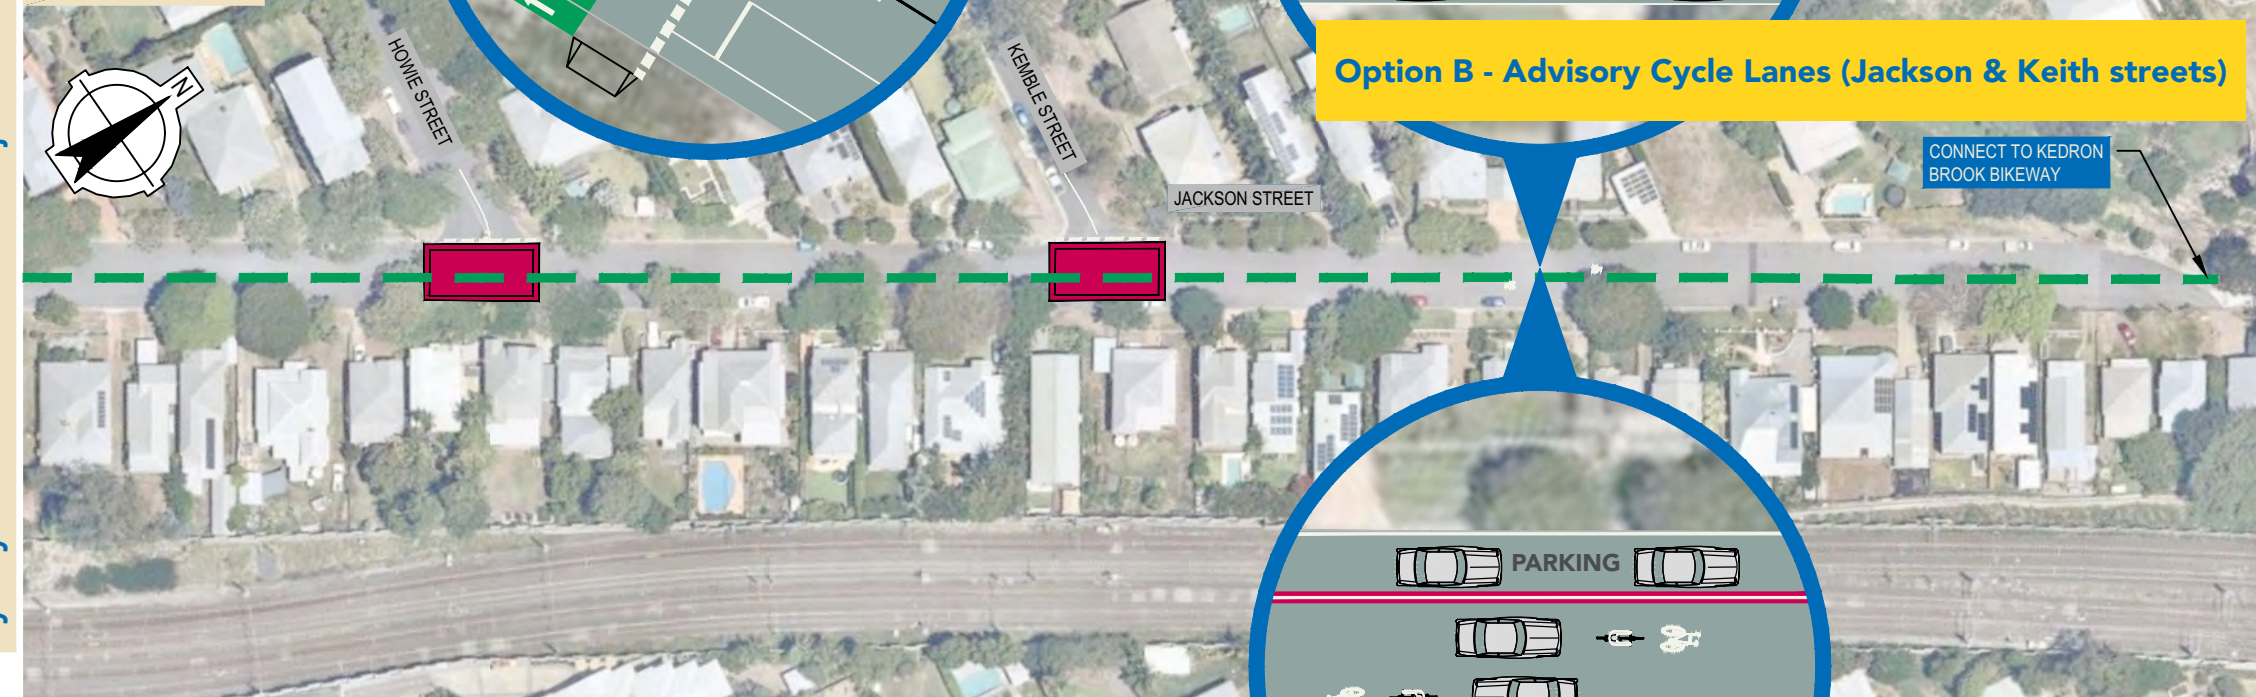 HOWIE STREET
KEMBLE STREET
Option B - Advisory Cycle Lanes (Jackson & Keith streets)
N
CONNECT TO KEDRON
BROOK BIKEWAY
JACKSON STREET
PARKING